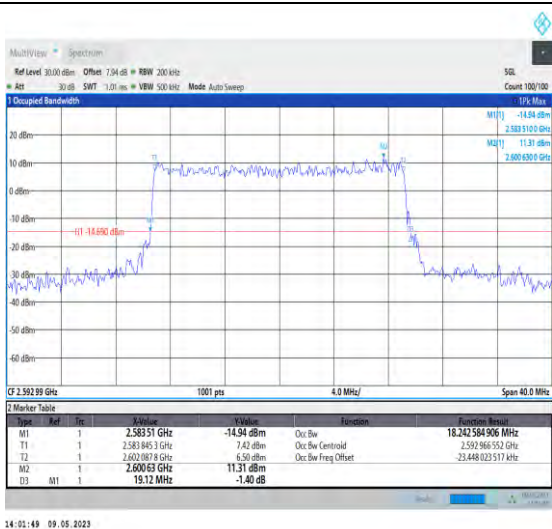 MultiView Spectrum
Ref Level 30.00 dBm Offset 7.94 dB RBW 200 kHz SGL
Att 30 dB SWT 1.01 ms VBW 500 kHz Mode Auto Sweep Count 100/100
1 Occupied Bandwidth 1Pk Max
M1[1] -14.94 dBm
2.583 510 0 GHz
M2[1] 11.31 dBm
2.600 630 0 GHz
20 dBm
10 dBm
0 dBm
-10 dBm
H1 -14.690 dBm
-30 dBm
-40 dBm
-50 dBm
-60 dBm
CF 2.592 99 GHz 1001 pts 4.0 MHz/ Span 40.0 MHz
2 Marker Table
Type Ref Trc X-Value Y-Value Function Function Result
M1 1 2.583 51 GHz -14.94 dBm Occ Bw 18.242 584 906 MHz
T1 1 2.583 845 3 GHz 7.42 dBm Occ Bw Centroid 2.592 966 552 GHz
T2 1 2.602 087 8 GHz 6.50 dBm Occ Bw Freq Offset -23.448 023 517 kHz
M2 1 2.600 63 GHz 11.31 dBm
D3 M1 1 19.12 MHz -1.40 dB
14:01:49 09.05.2023